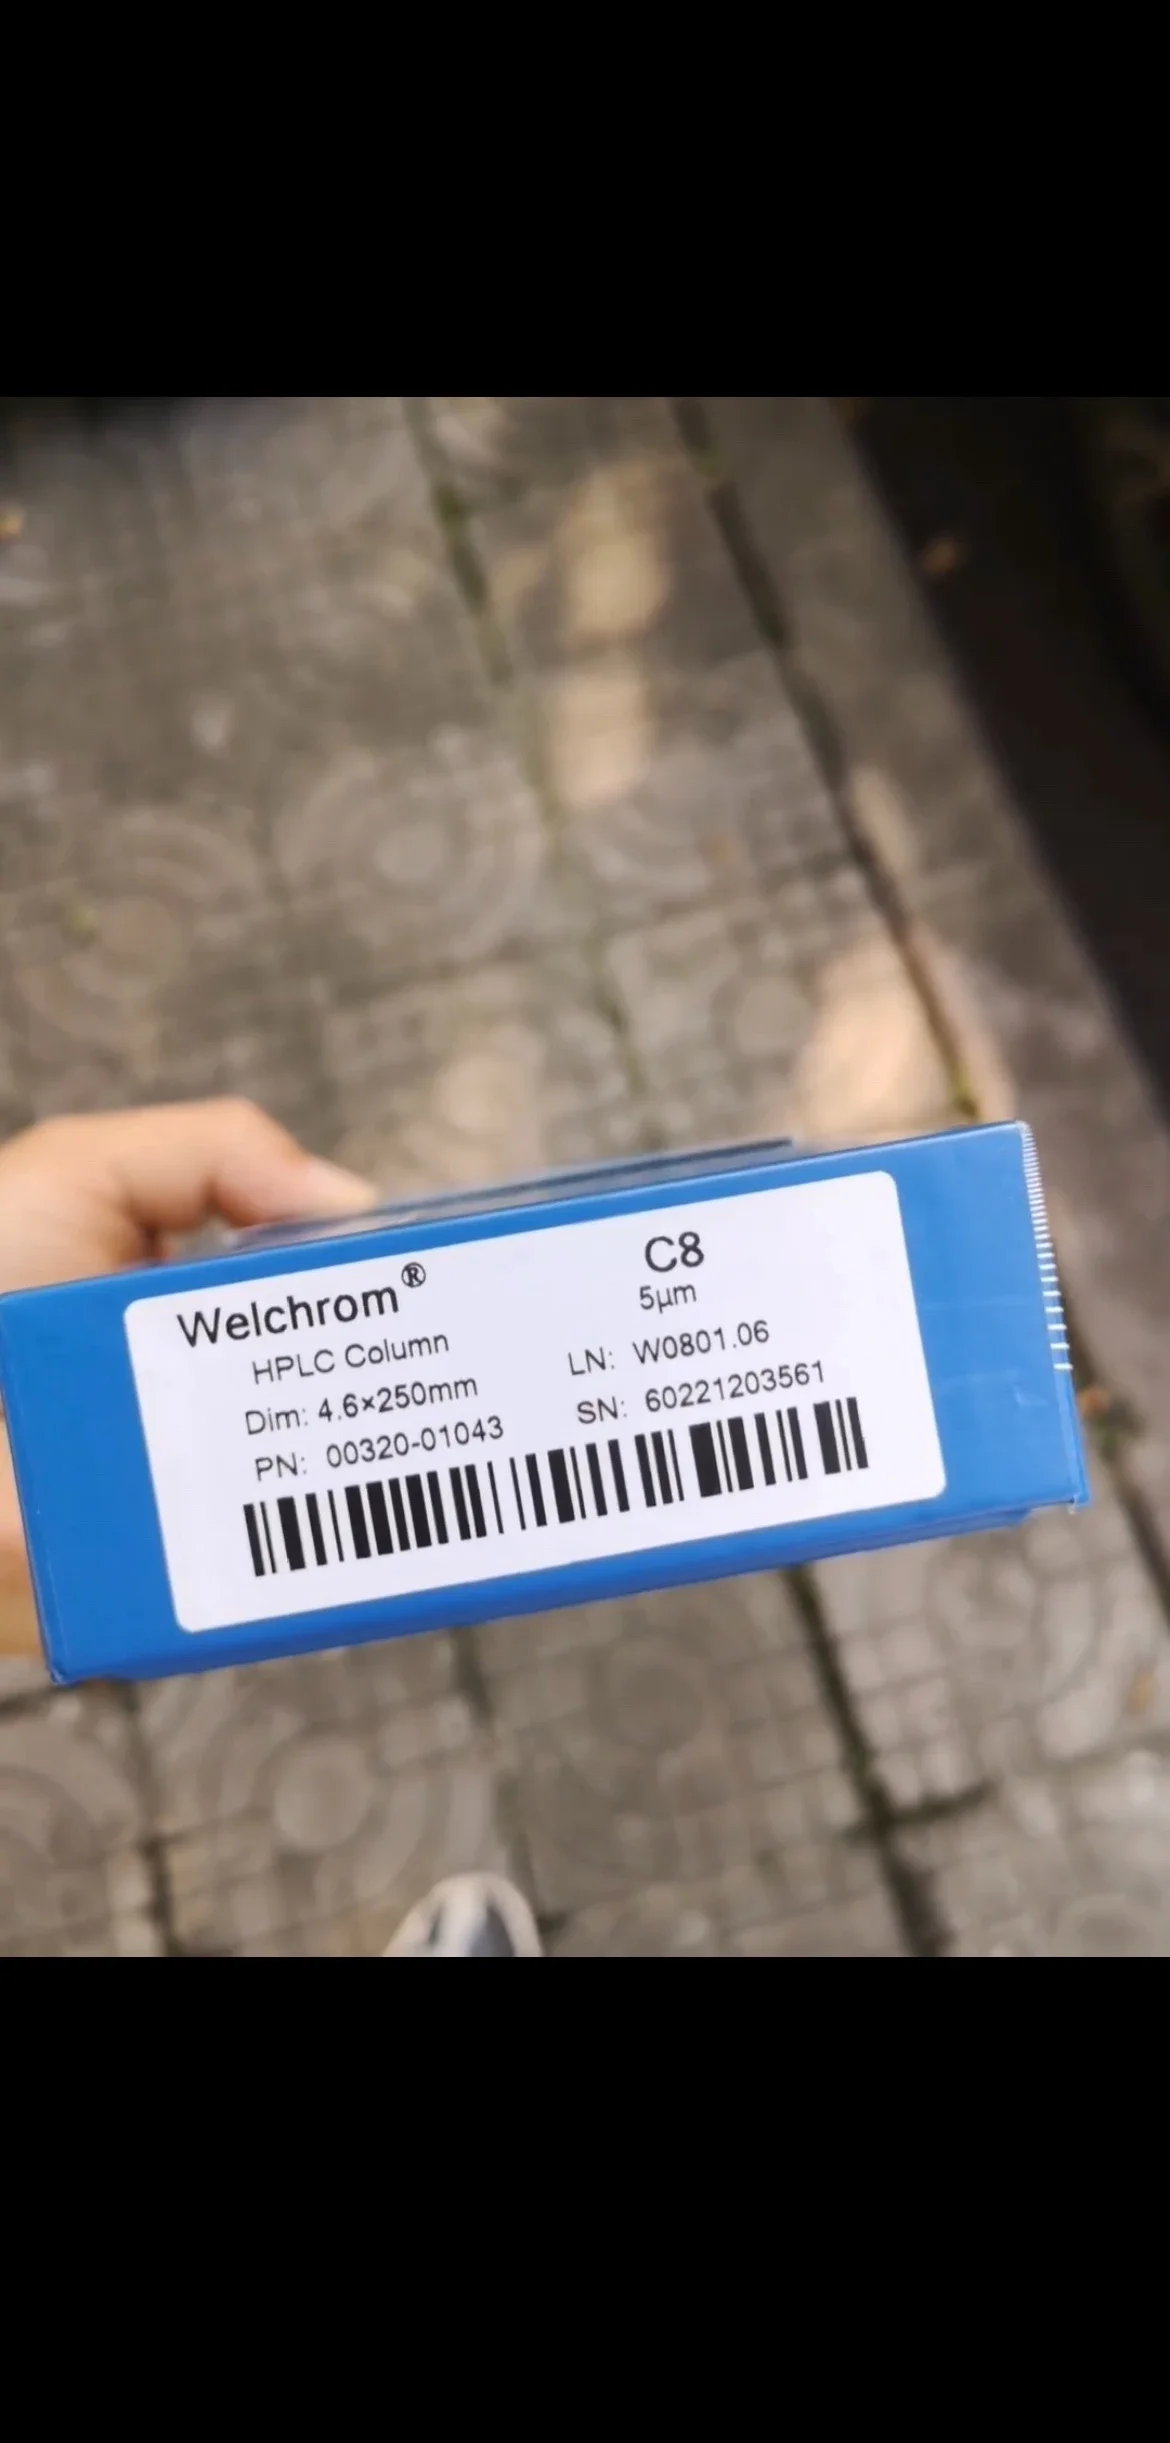 Welchrom®
HPLC Column
Dim: 4.6×250mm
PN: 00320-01043
C8
5µm
LN: W0801.06
SN: 60221203561